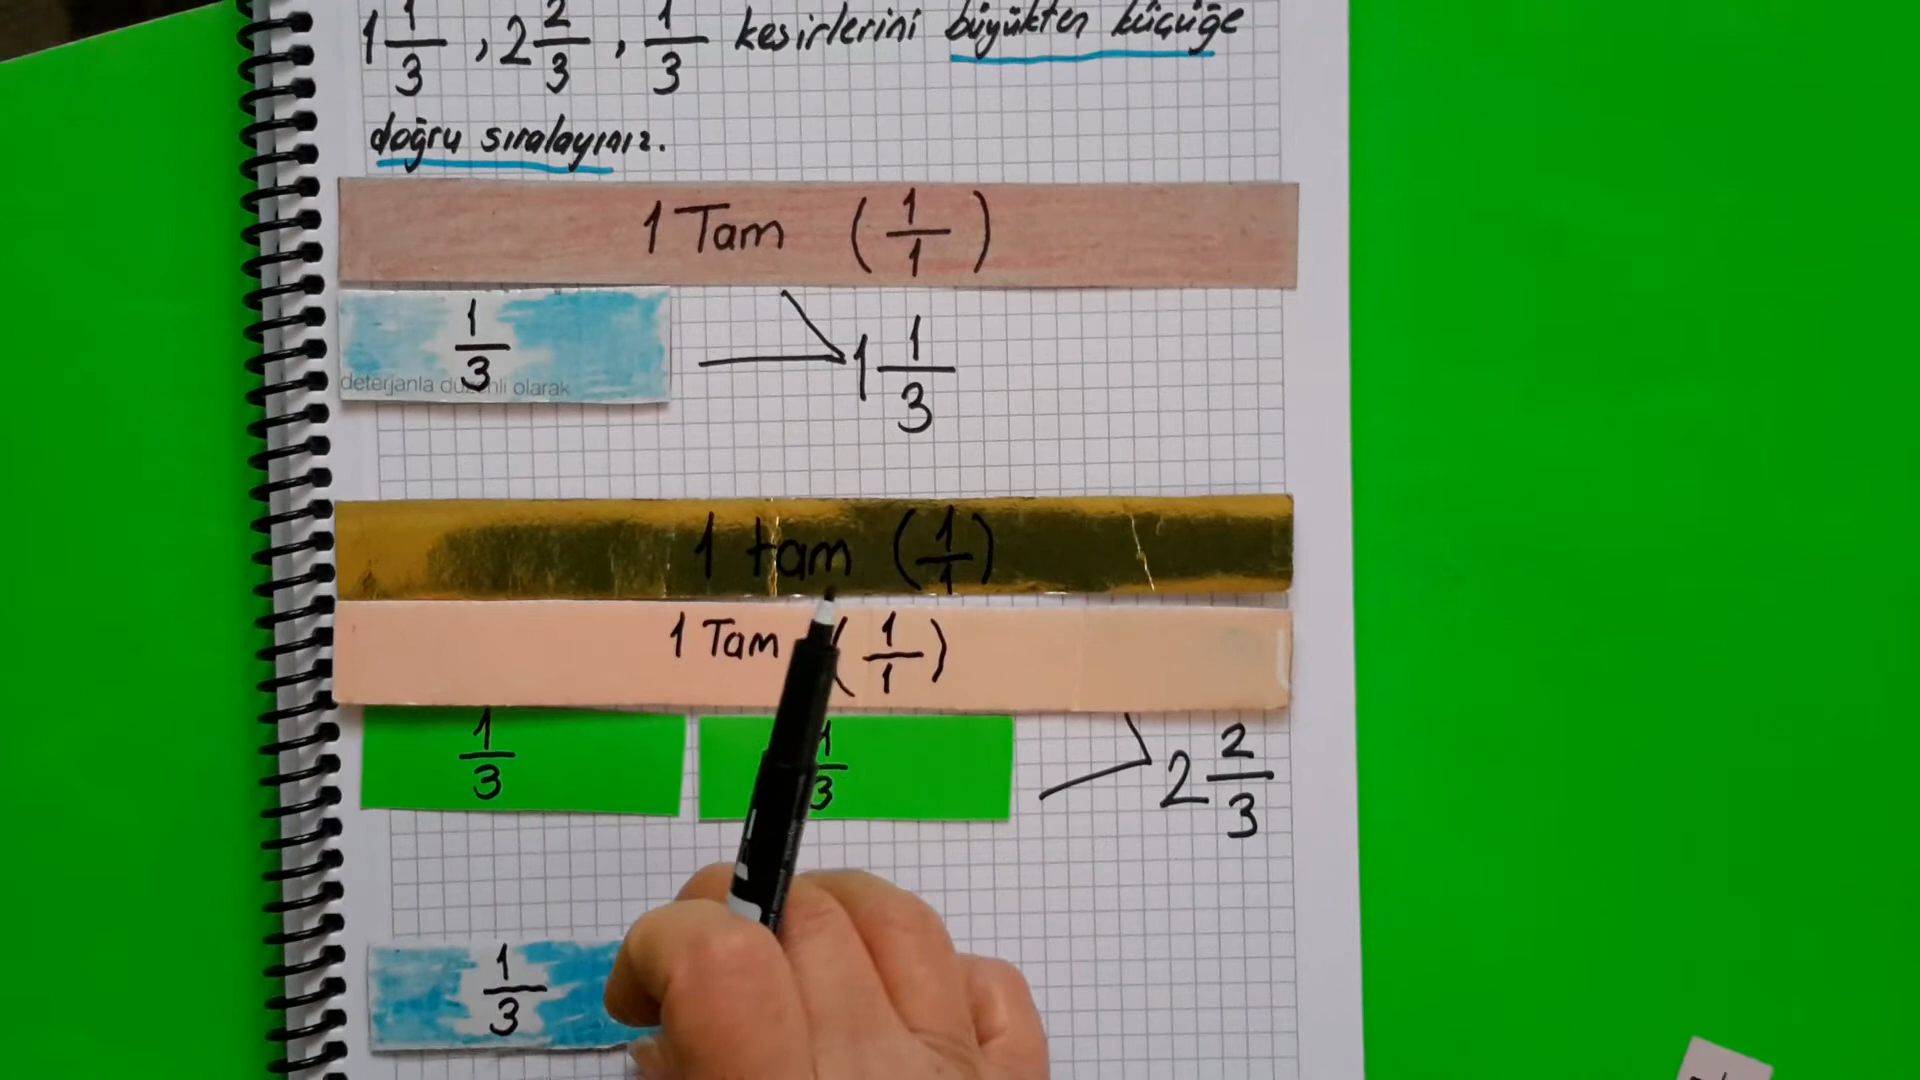 1 1/3 , 2 2/3 , 1/3 kesirlerini büyükten küçüğe
doğru sıralayınız.
1 Tam (1/1)
1/3
deterjanla düzenli olarak
1 1/3
1 tam (1/1)
1 Tam (1/1)
1/3
1/3
2 2/3
1/3